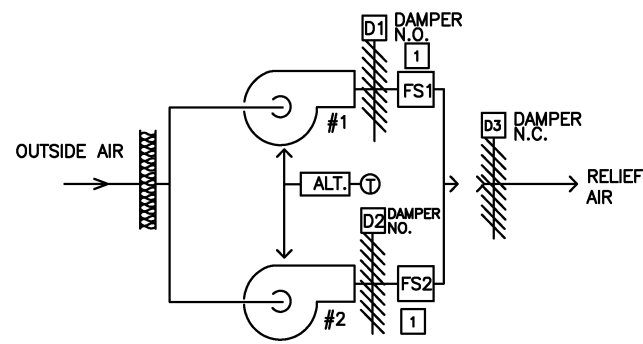 D1 DAMPER
N.O.
1
FS1
#1
D3 DAMPER
N.C.
OUTSIDE AIR
ALT. T
RELIEF
AIR
D2 DAMPER
NO.
FS2
#2
1